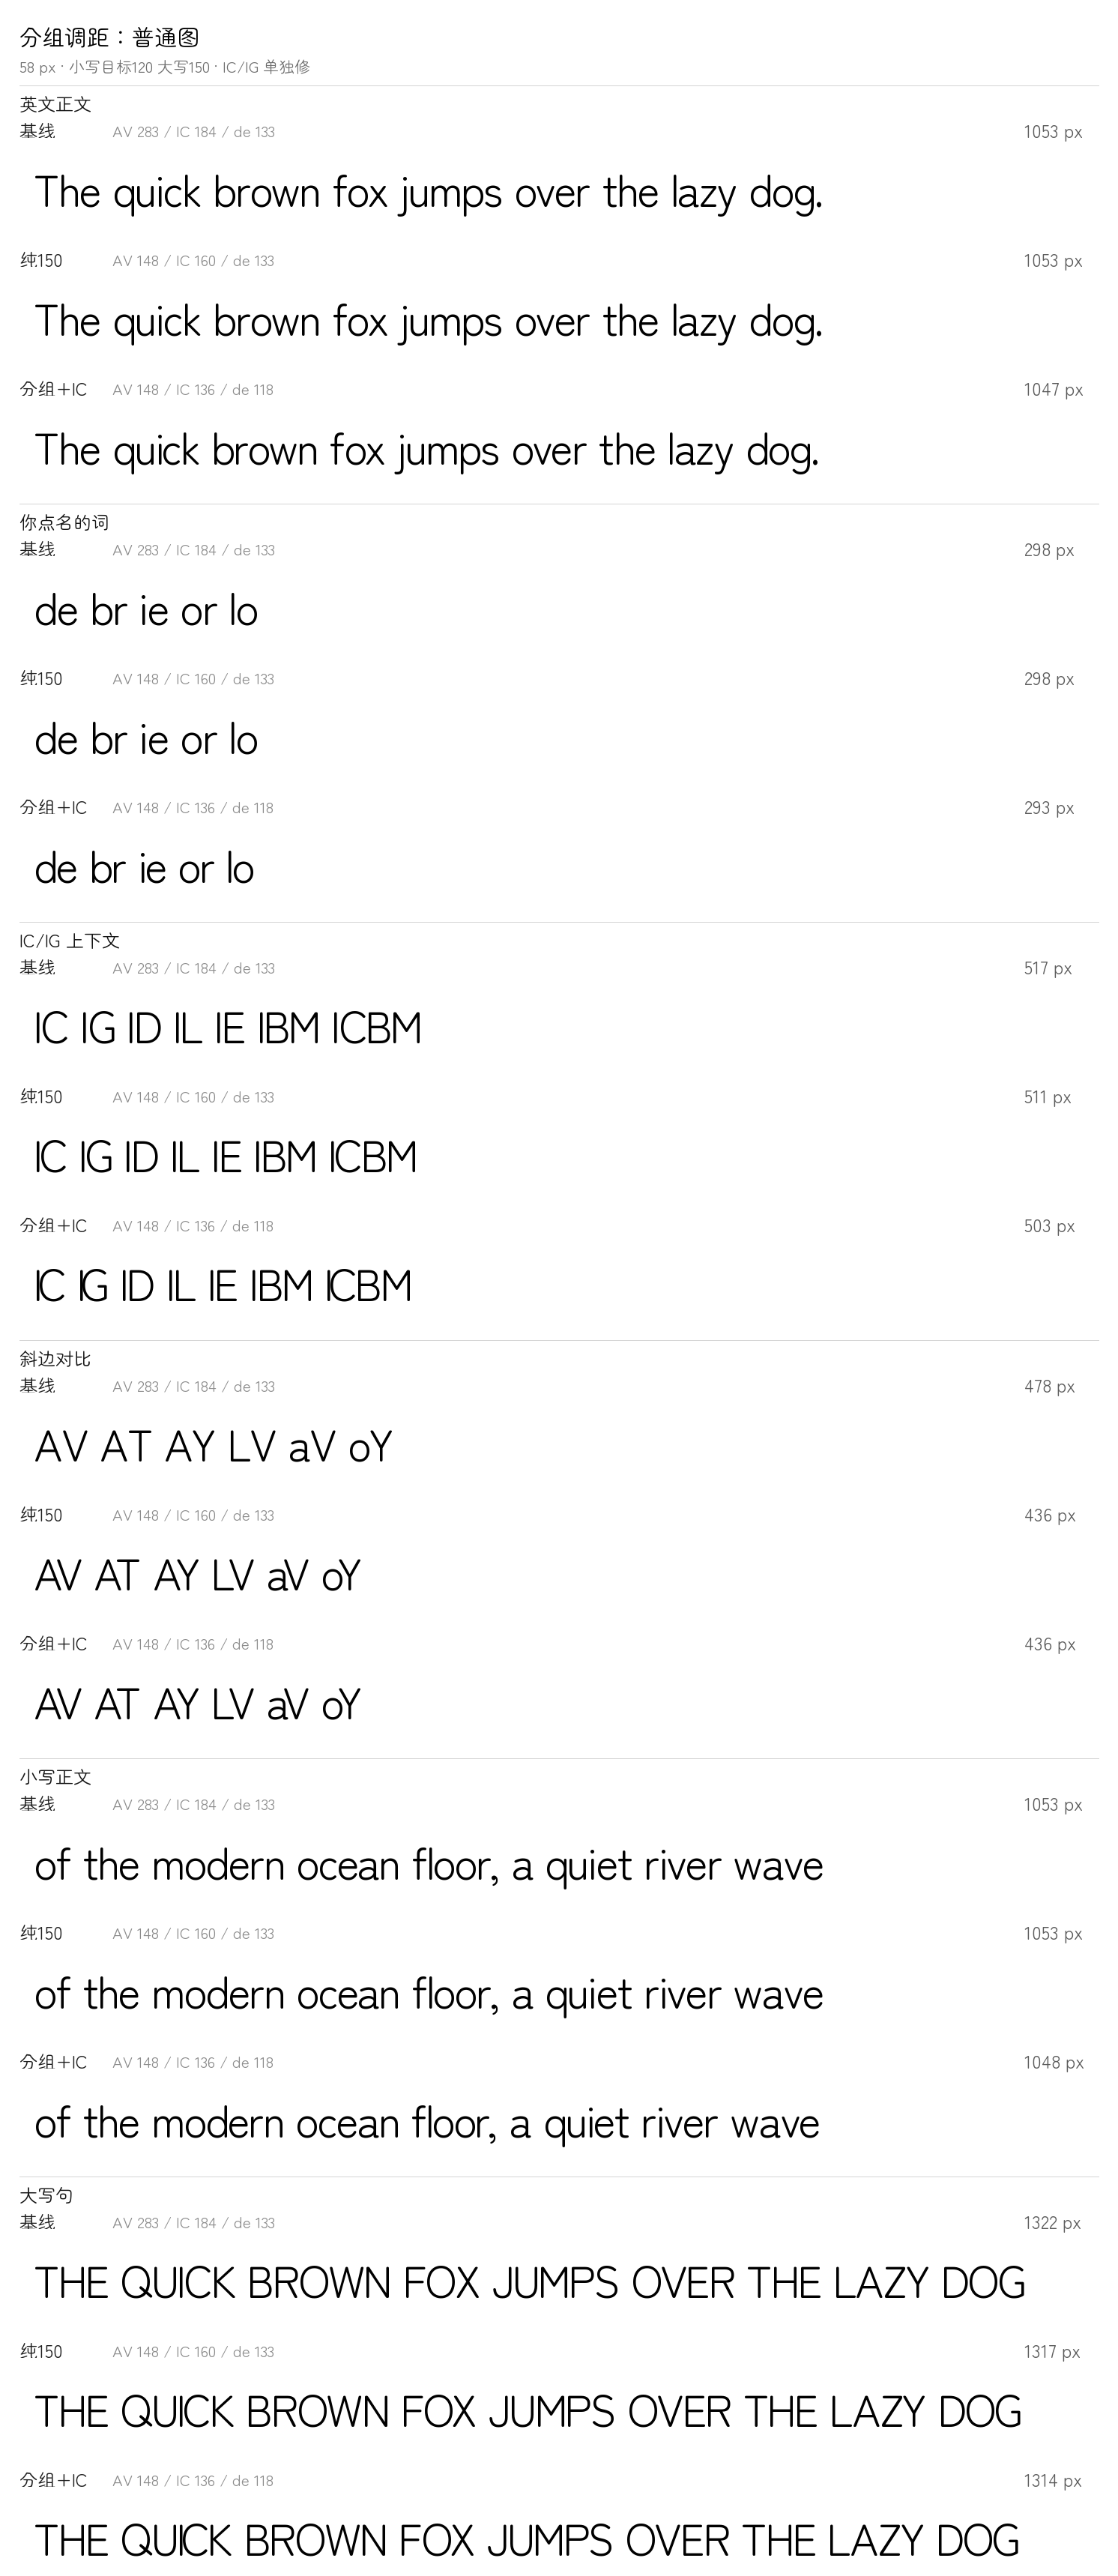 分组调距：普通图
58 px · 小写目标120 大写150 · IC/IG 单独修
英文正文
基线 AV 283 / IC 184 / de 133 1053 px
The quick brown fox jumps over the lazy dog.
纯150 AV 148 / IC 160 / de 133 1053 px
The quick brown fox jumps over the lazy dog.
分组+IC AV 148 / IC 136 / de 118 1047 px
The quick brown fox jumps over the lazy dog.
你点名的词
基线 AV 283 / IC 184 / de 133 298 px
de br ie or lo
纯150 AV 148 / IC 160 / de 133 298 px
de br ie or lo
分组+IC AV 148 / IC 136 / de 118 293 px
de br ie or lo
IC/IG 上下文
基线 AV 283 / IC 184 / de 133 517 px
IC IG ID IL IE IBM ICBM
纯150 AV 148 / IC 160 / de 133 511 px
IC IG ID IL IE IBM ICBM
分组+IC AV 148 / IC 136 / de 118 503 px
IC IG ID IL IE IBM ICBM
斜边对比
基线 AV 283 / IC 184 / de 133 478 px
AV AT AY LV aV oY
纯150 AV 148 / IC 160 / de 133 436 px
AV AT AY LV aV oY
分组+IC AV 148 / IC 136 / de 118 436 px
AV AT AY LV aV oY
小写正文
基线 AV 283 / IC 184 / de 133 1053 px
of the modern ocean floor, a quiet river wave
纯150 AV 148 / IC 160 / de 133 1053 px
of the modern ocean floor, a quiet river wave
分组+IC AV 148 / IC 136 / de 118 1048 px
of the modern ocean floor, a quiet river wave
大写句
基线 AV 283 / IC 184 / de 133 1322 px
THE QUICK BROWN FOX JUMPS OVER THE LAZY DOG
纯150 AV 148 / IC 160 / de 133 1317 px
THE QUICK BROWN FOX JUMPS OVER THE LAZY DOG
分组+IC AV 148 / IC 136 / de 118 1314 px
THE QUICK BROWN FOX JUMPS OVER THE LAZY DOG